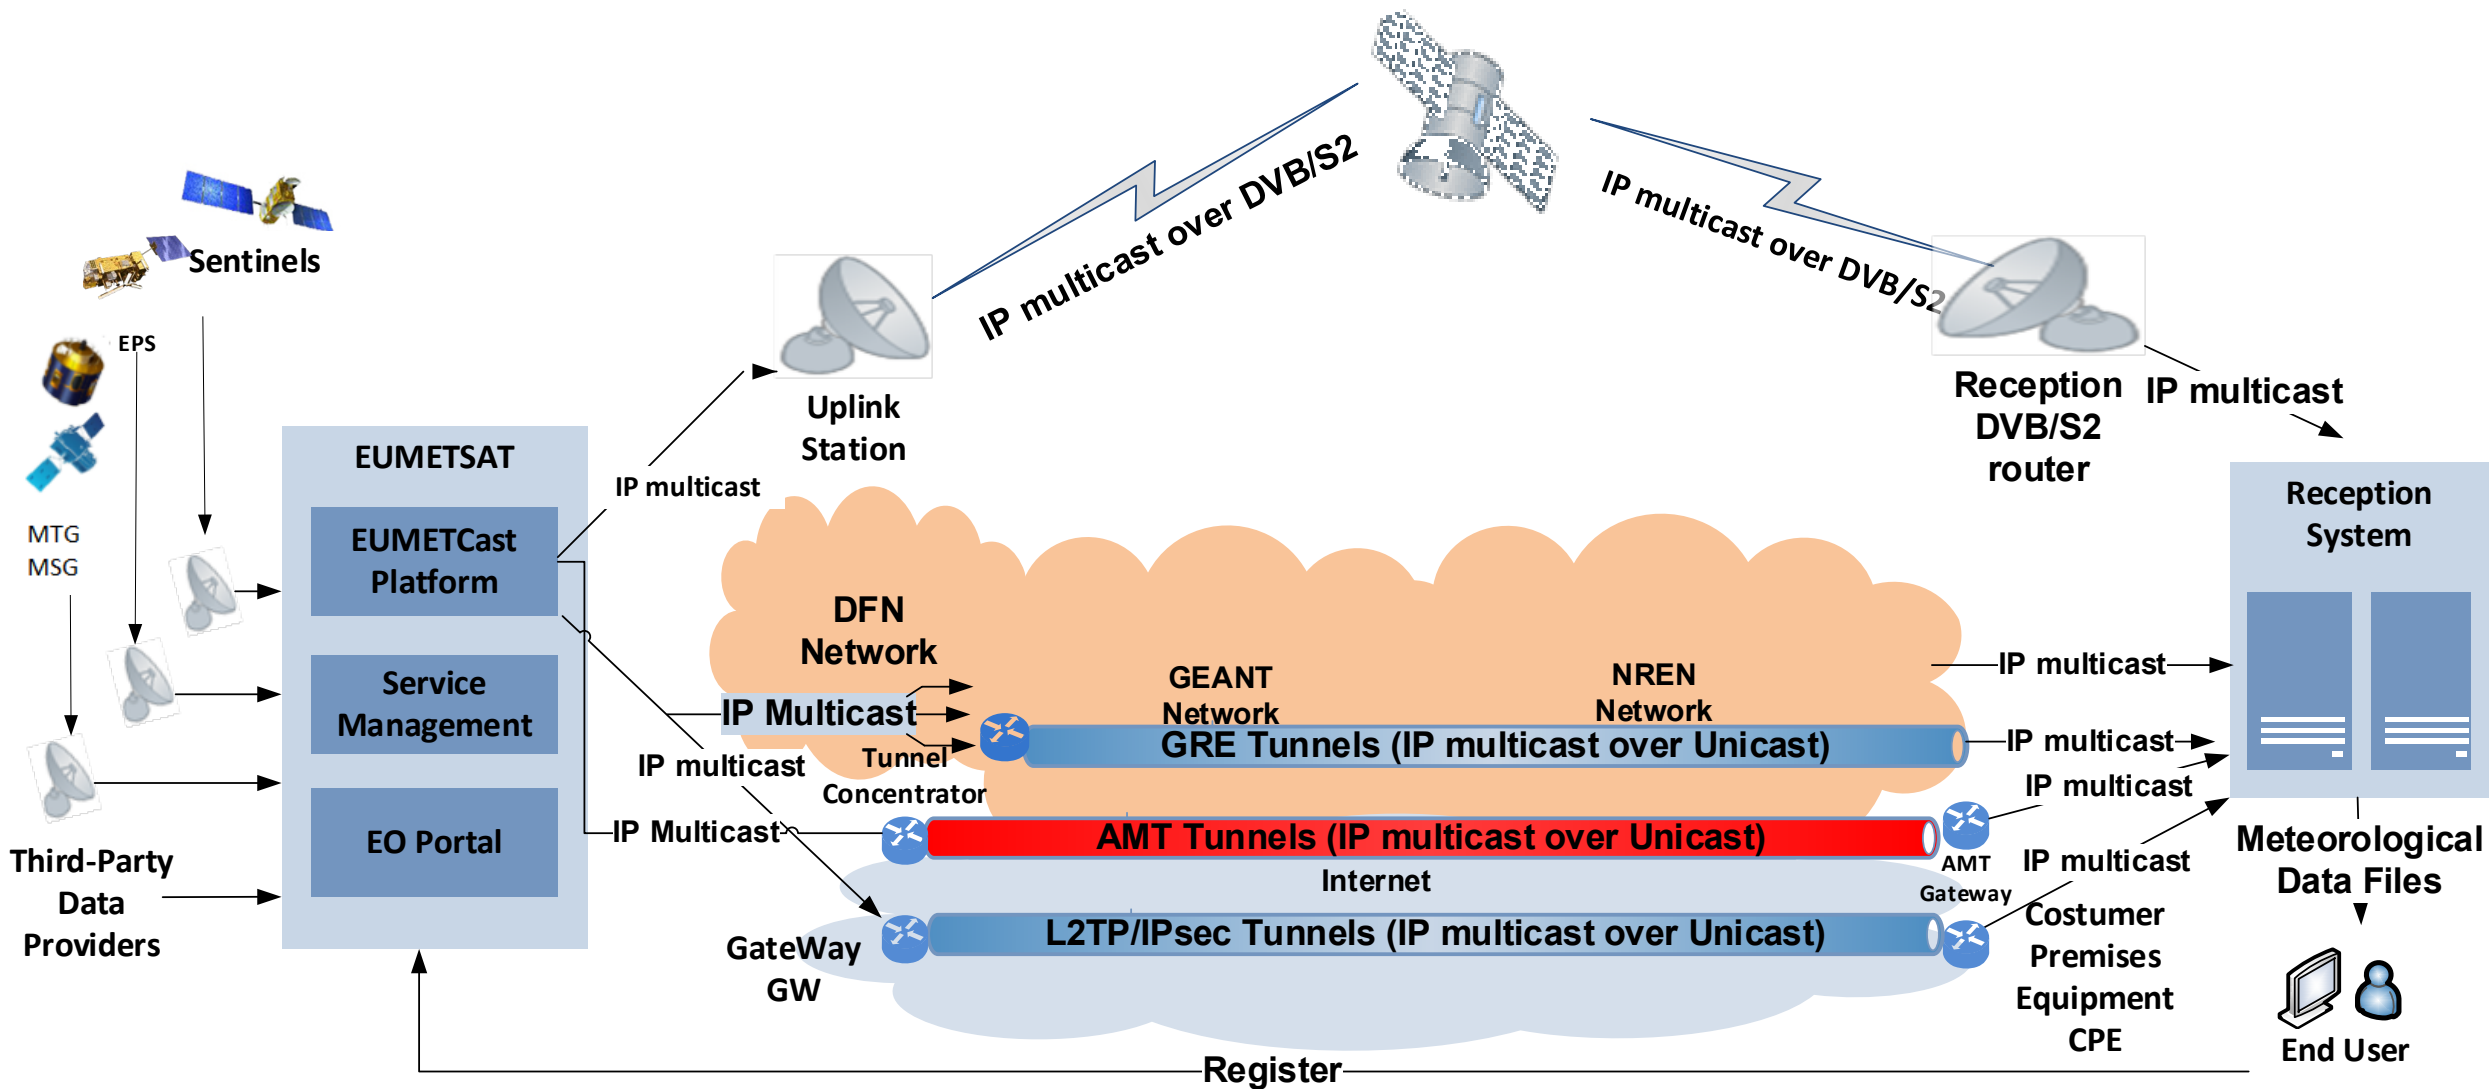 IP multicast over DVB/S2
IP multicast over DVB/S2
Sentinels
EPS
MTG
MSG
Uplink
Station
Reception
DVB/S2
router
IP multicast
EUMETSAT
EUMETCast
Platform
Service
Management
EO Portal
IP multicast
Reception
System
DFN
Network
GEANT
Network
NREN
Network
IP multicast
IP Multicast
Tunnel
Concentrator
GRE Tunnels (IP multicast over Unicast)
IP multicast
IP multicast
IP multicast
IP Multicast
AMT Tunnels (IP multicast over Unicast)
AMT
Gateway
IP multicast
Internet
L2TP/IPsec Tunnels (IP multicast over Unicast)
GateWay
GW
Costumer
Premises
Equipment
CPE
Third-Party
Data
Providers
Meteorological
Data Files
End User
Register